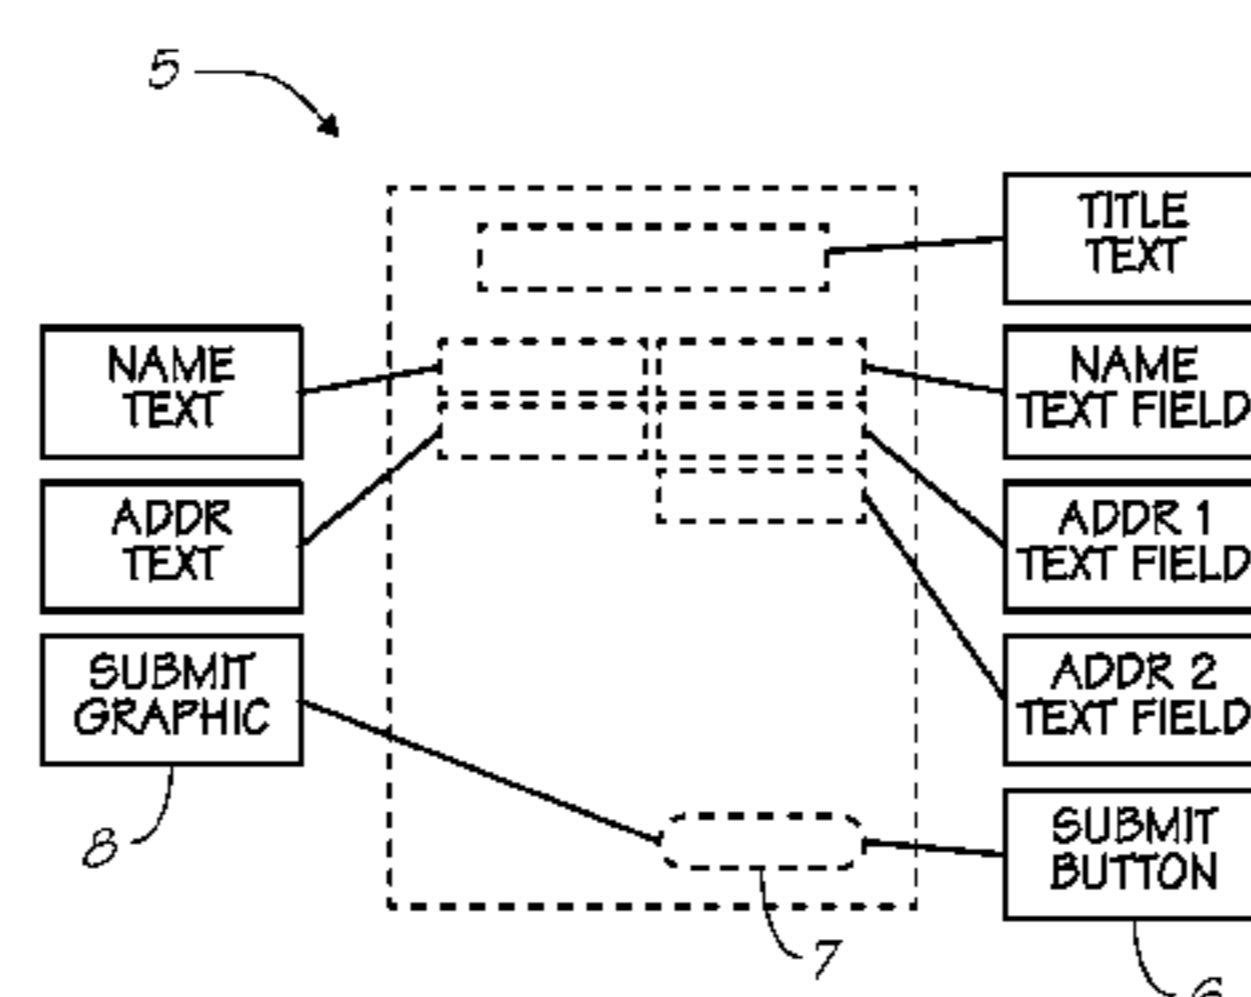 5
TITLE
TEXT
NAME
TEXT
NAME
TEXT FIELD
ADDR
TEXT
ADDR 1
TEXT FIELD
SUBMIT
GRAPHIC
ADDR 2
TEXT FIELD
8
SUBMIT
BUTTON
7
6